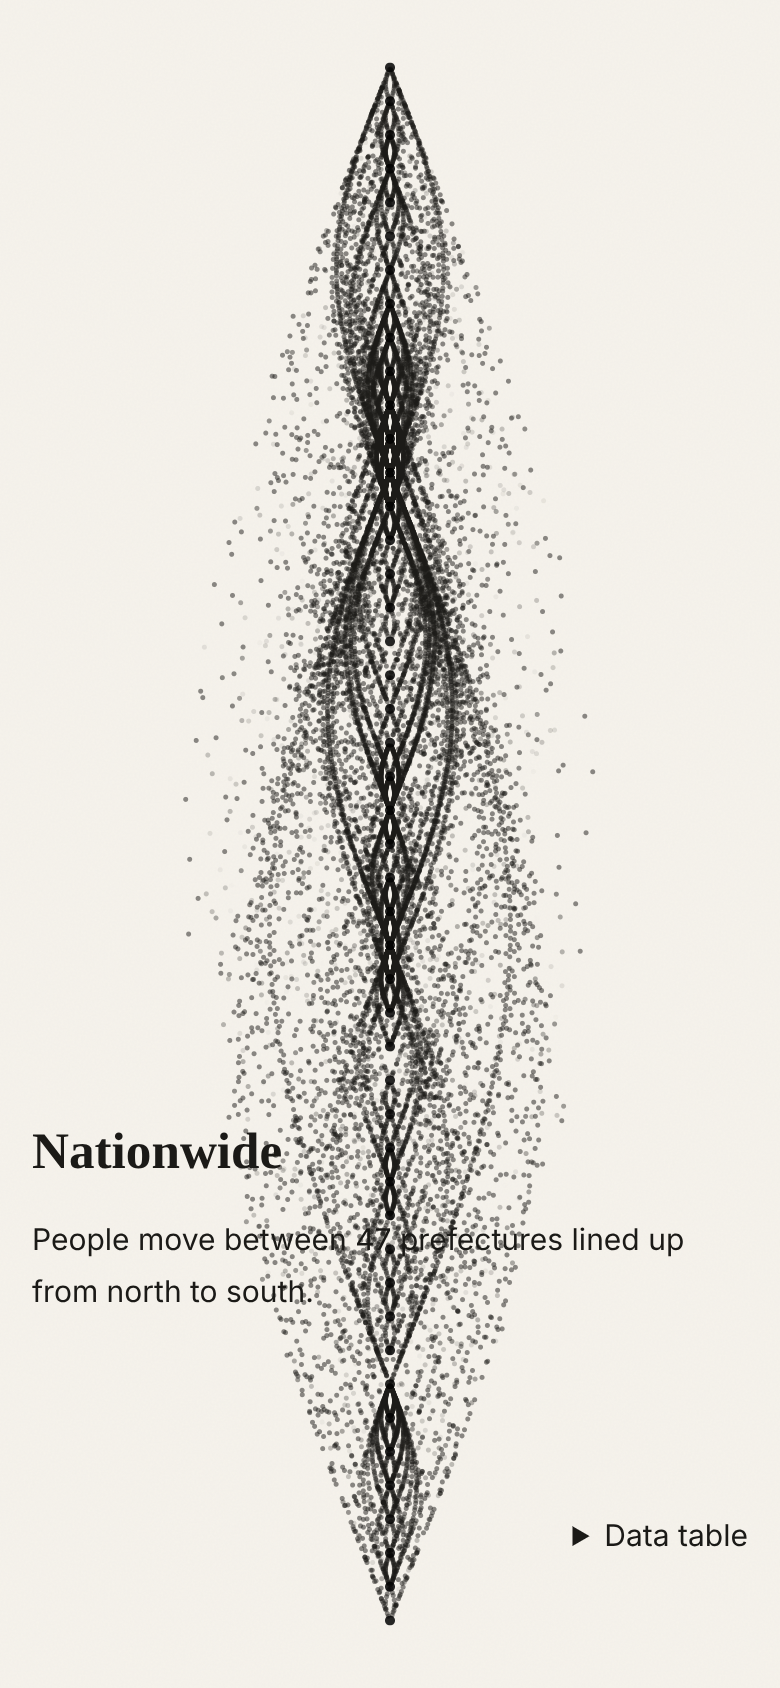 Nationwide
People move between 47 prefectures lined up
from north to south.
Data table